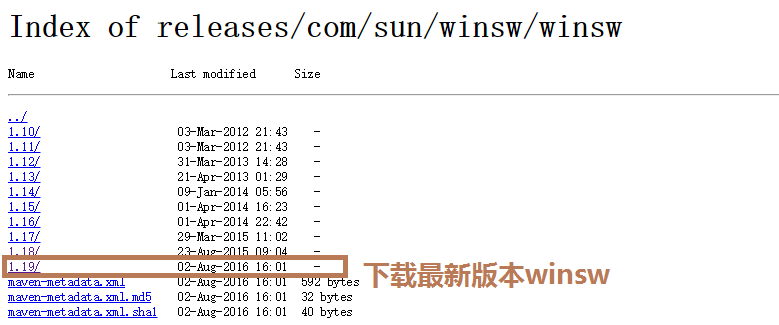 Index of releases/com/sun/winsw/winsw
Name Last modified Size
../
1.10/ 03-Mar-2012 21:43 -
1.11/ 03-Mar-2012 21:43 -
1.12/ 31-Mar-2013 14:28 -
1.13/ 21-Apr-2013 01:29 -
1.14/ 09-Jan-2014 05:56 -
1.15/ 01-Apr-2014 16:23 -
1.16/ 01-Apr-2014 22:42 -
1.17/ 29-Mar-2015 11:02 -
1.18/ 23-Aug-2015 09:04 -
1.19/ 02-Aug-2016 16:01 - 下载最新版本winsw
maven-metadata.xml 02-Aug-2016 16:01 592 bytes
maven-metadata.xml.md5 02-Aug-2016 16:01 32 bytes
maven-metadata.xml.sha1 02-Aug-2016 16:01 40 bytes